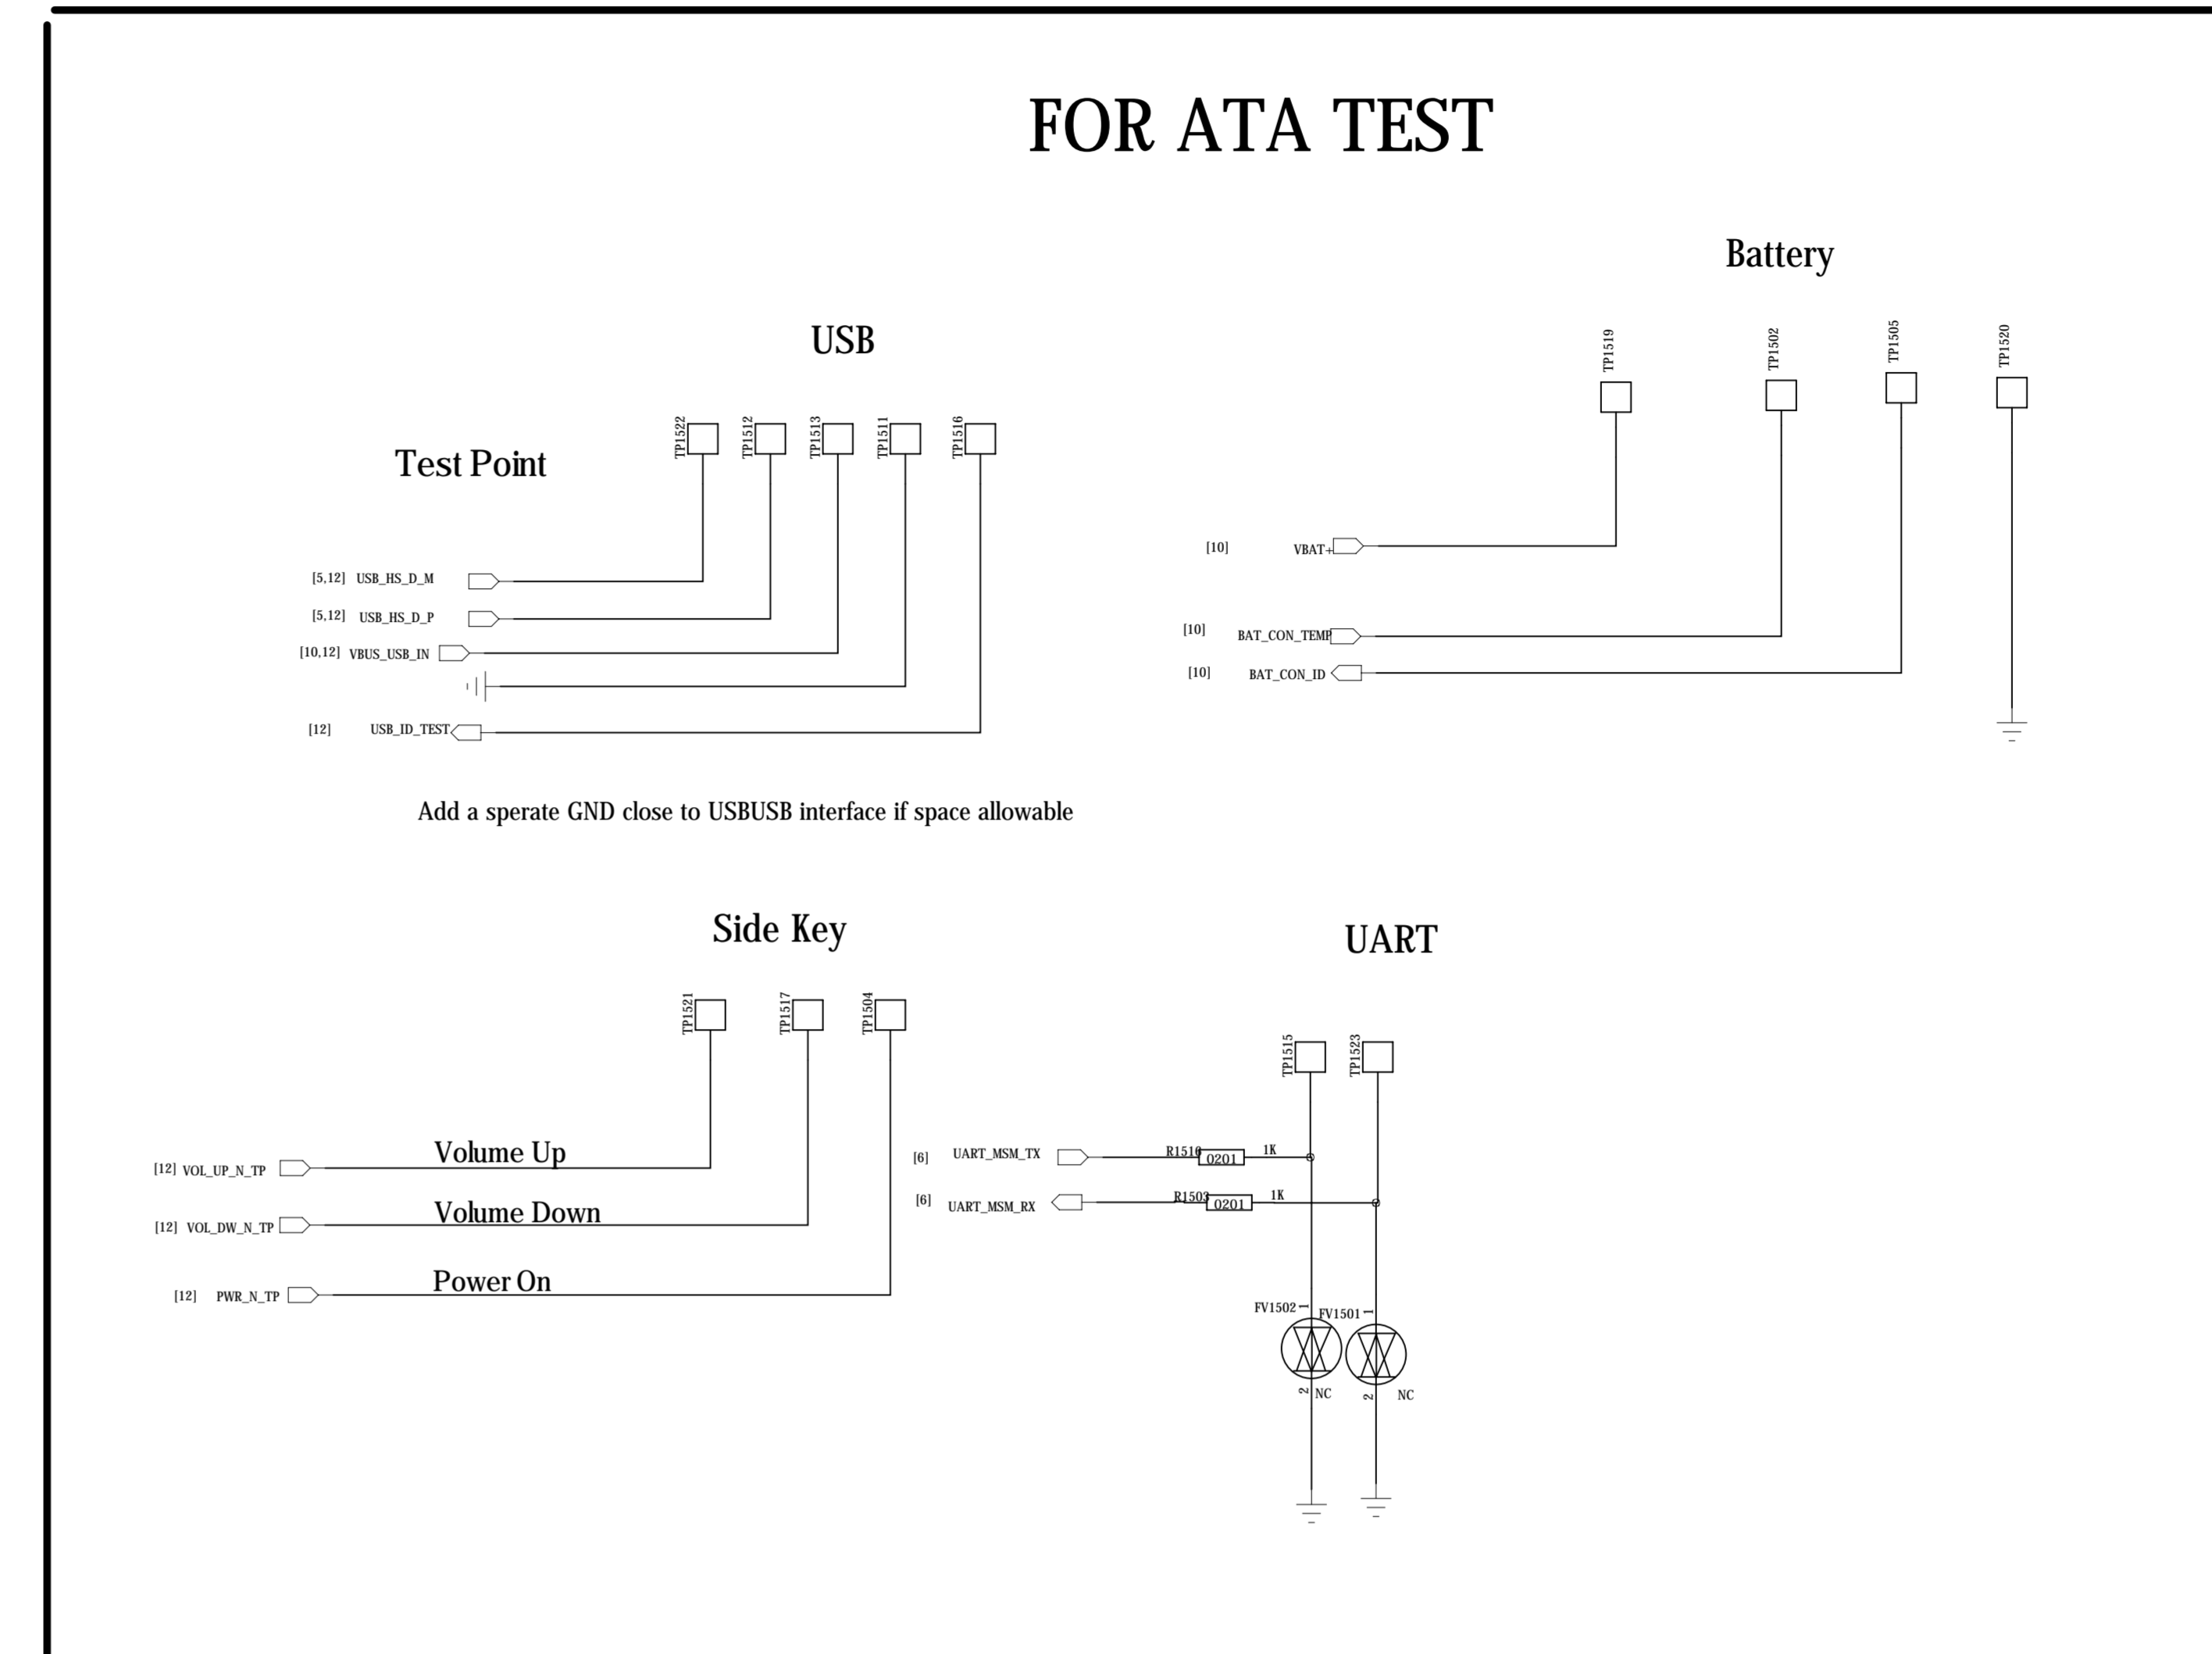 FOR ATA TEST
Battery
USB
TP1519
TP1502
TP1505
TP1520
Test Point
TP1522
TP1512
TP1513
TP1511
TP1516
[10] VBAT+
[5,12] USB_HS_D_M
[5,12] USB_HS_D_P
[10] BAT_CON_TEMP
[10,12] VBUS_USB_IN
[10] BAT_CON_ID
[12] USB_ID_TEST
Add a sperate GND close to USBUSB interface if space allowable
Side Key
UART
TP1521
TP1517
TP1504
TP1515
TP1523
[12] VOL_UP_N_TP Volume Up
[6] UART_MSM_TX R1516 0201 1K
[6] UART_MSM_RX R1503 0201 1K
[12] VOL_DW_N_TP Volume Down
[12] PWR_N_TP Power On
FV1502 1
FV1501 1
2 NC
2 NC